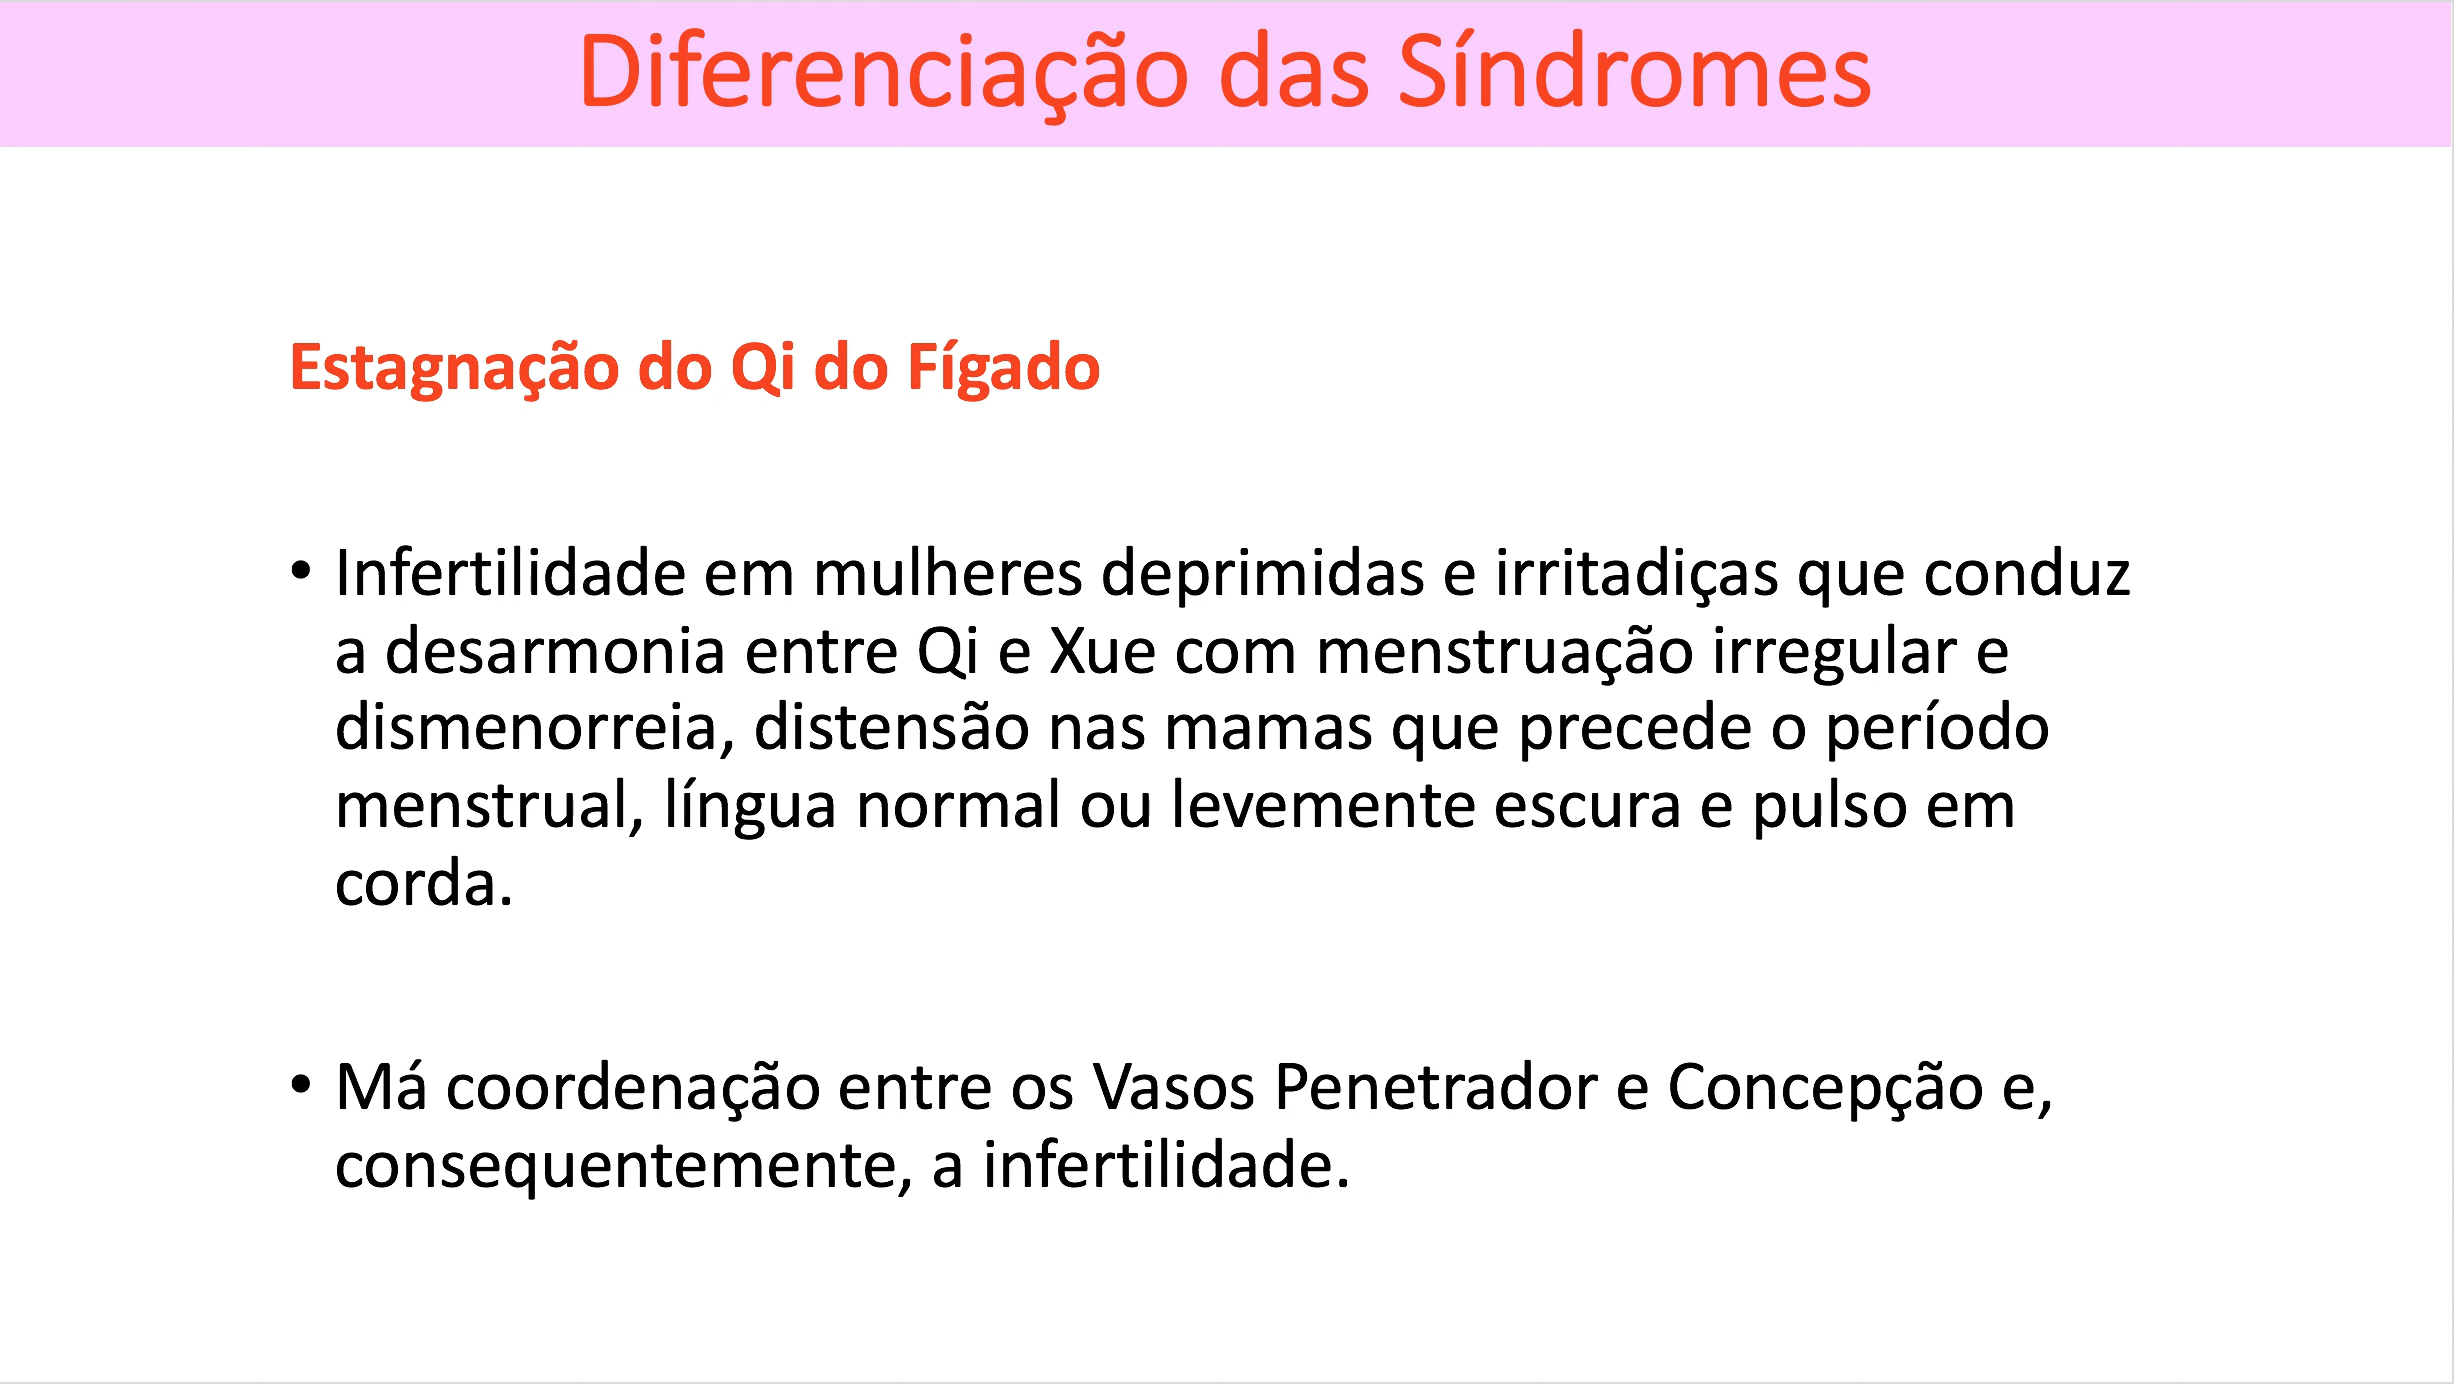 Diferenciação das Síndromes
Estagnação do Qi do Fígado
• Infertilidade em mulheres deprimidas e irritadiças que conduz
a desarmonia entre Qi e Xue com menstruação irregular e
dismenorreia, distensão nas mamas que precede o período
menstrual, língua normal ou levemente escura e pulso em
corda.
• Má coordenação entre os Vasos Penetrador e Concepção e,
consequentemente, a infertilidade.